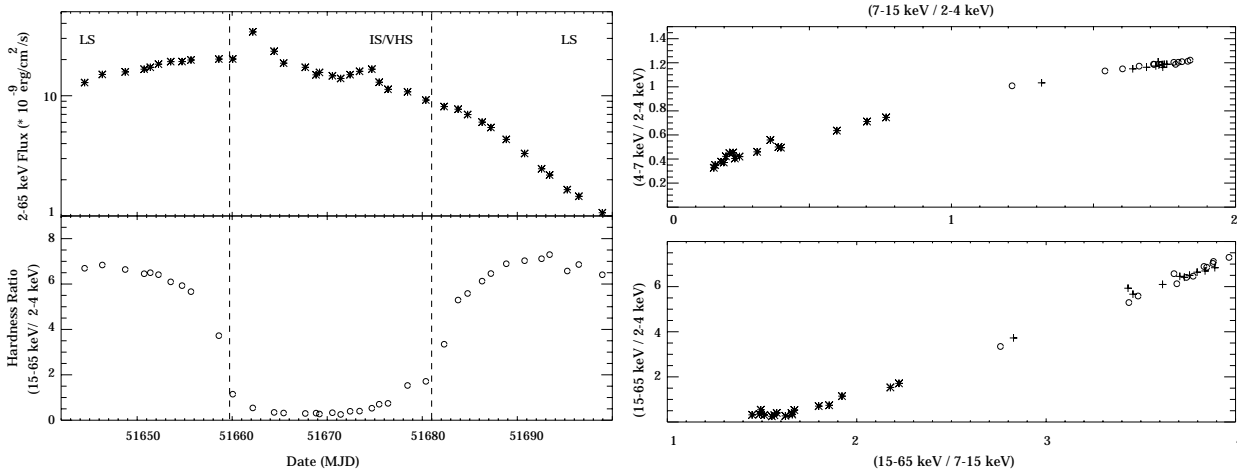 LS
IS/VHS
LS
10
1
2-65 keV Flux (* 10^-9 erg/cm^2/s)
8
6
4
2
0
Hardness Ratio
(15-65 keV/ 2-4 keV)
51650
51660
51670
51680
51690
Date (MJD)
(7-15 keV / 2-4 keV)
1.4
1.2
1
0.8
0.6
0.4
0.2
(4-7 keV / 2-4 keV)
0
1
2
6
4
2
(15-65 keV / 2-4 keV)
1
2
3
4
(15-65 keV / 7-15 keV)